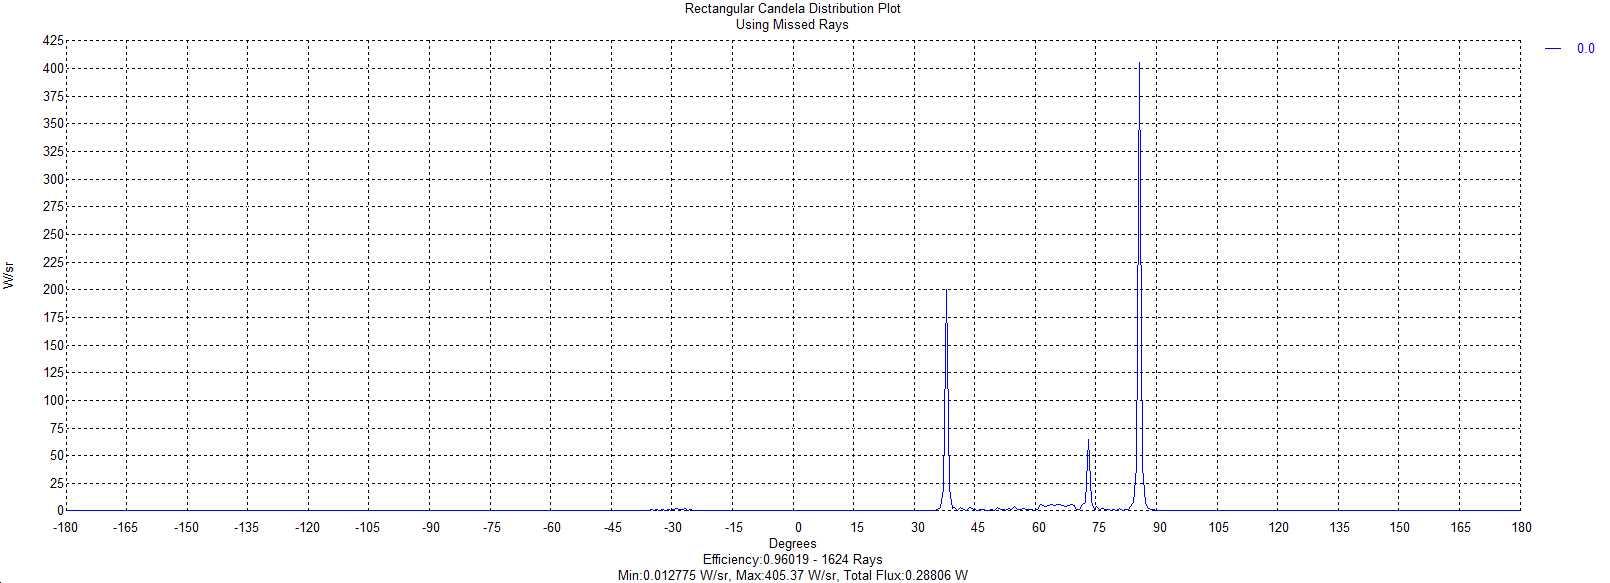 Rectangular Candela Distribution Plot
Using Missed Rays
0.0
425
400
375
350
325
300
275
250
225
200
175
150
125
100
75
50
25
0
W/sr
-180 -165 -150 -135 -120 -105 -90 -75 -60 -45 -30 -15 0 15 30 45 60 75 90 105 120 135 150 165 180
Degrees
Efficiency:0.96019 - 1624 Rays
Min:0.012775 W/sr, Max:405.37 W/sr, Total Flux:0.28806 W